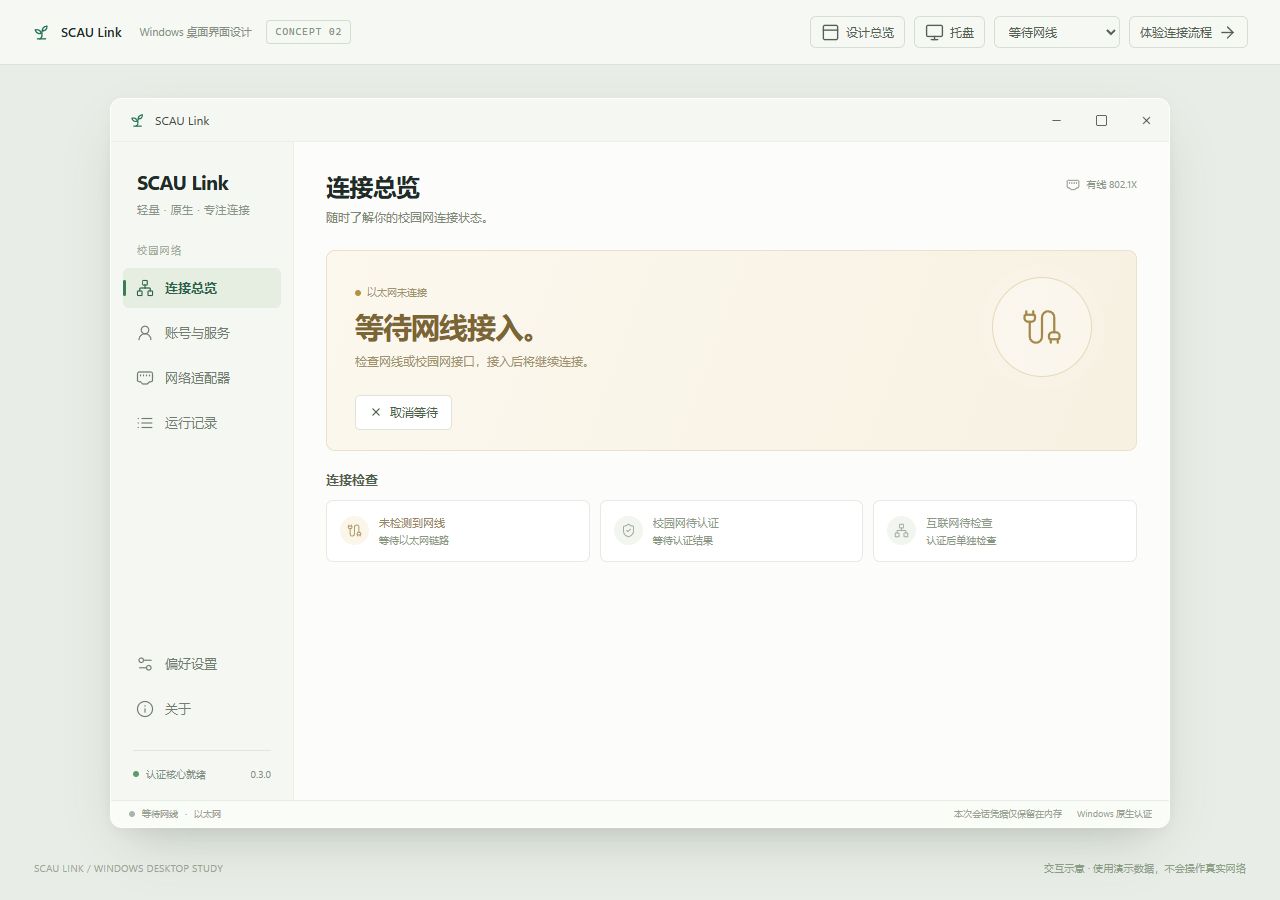 SCAU Link Windows 桌面界面设计 CONCEPT 02 设计总览 托盘 等待网线 体验连接流程
SCAU Link
SCAU Link
轻量 · 原生 · 专注连接
校园网络
连接总览
账号与服务
网络适配器
运行记录
偏好设置
关于
认证核心就绪 0.3.0
连接总览
有线 802.1X
随时了解你的校园网连接状态。
以太网未连接
等待网线接入。
检查网线或校园网接口，接入后将继续连接。
取消等待
连接检查
未检测到网线
等待以太网链路
校园网待认证
等待认证结果
互联网待检查
认证后单独检查
等待网线 · 以太网
本次会话凭据仅保留在内存 Windows 原生认证
SCAU LINK / WINDOWS DESKTOP STUDY
交互示意 · 使用演示数据，不会操作真实网络